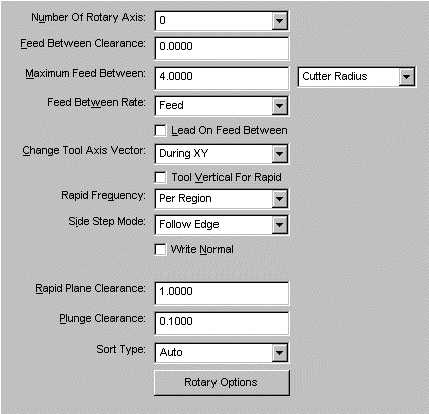 Number Of Rotary Axis: 0
Feed Between Clearance: 0.0000
Maximum Feed Between: 4.0000 Cutter Radius
Feed Between Rate: Feed
Lead On Feed Between
Change Tool Axis Vector: During XY
Tool Vertical For Rapid
Rapid Frequency: Per Region
Side Step Mode: Follow Edge
Write Normal
Rapid Plane Clearance: 1.0000
Plunge Clearance: 0.1000
Sort Type: Auto
Rotary Options